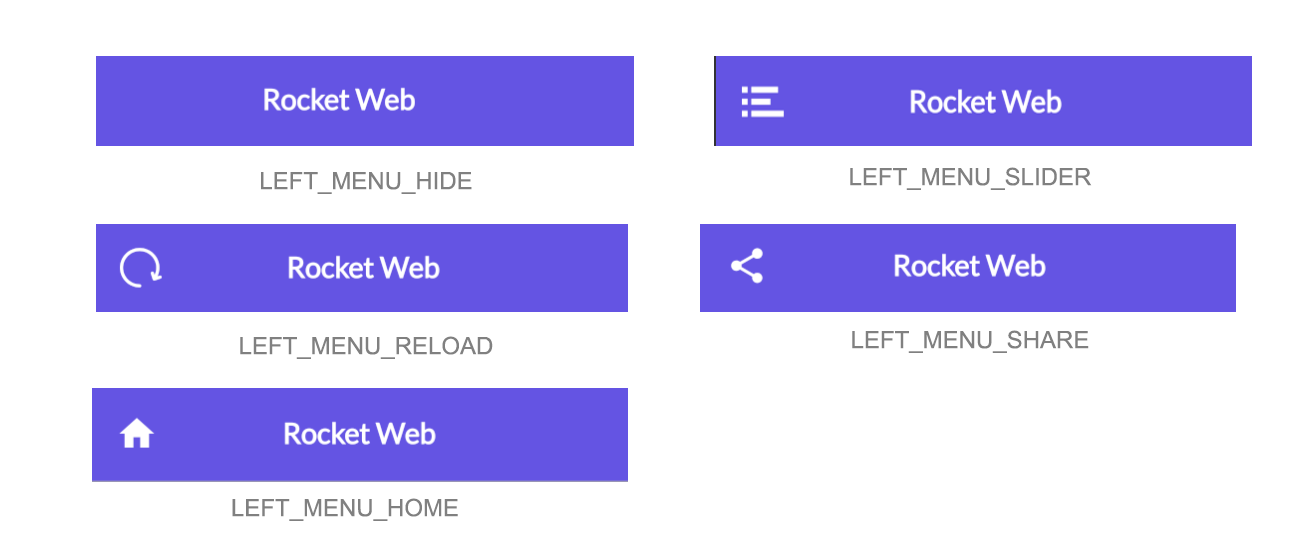 Rocket Web
LEFT_MENU_HIDE
Rocket Web
LEFT_MENU_SLIDER
Rocket Web
LEFT_MENU_RELOAD
Rocket Web
LEFT_MENU_SHARE
Rocket Web
LEFT_MENU_HOME